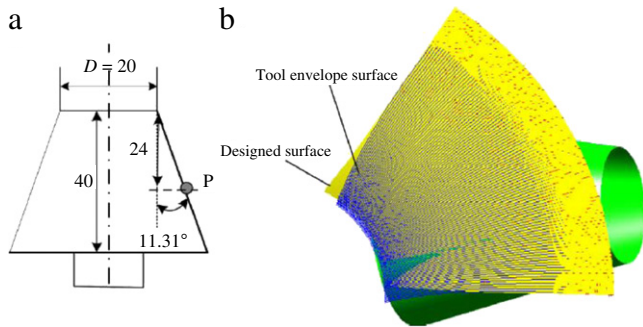 a
D = 20
40
24
P
11.31°
b
Tool envelope surface
Designed surface